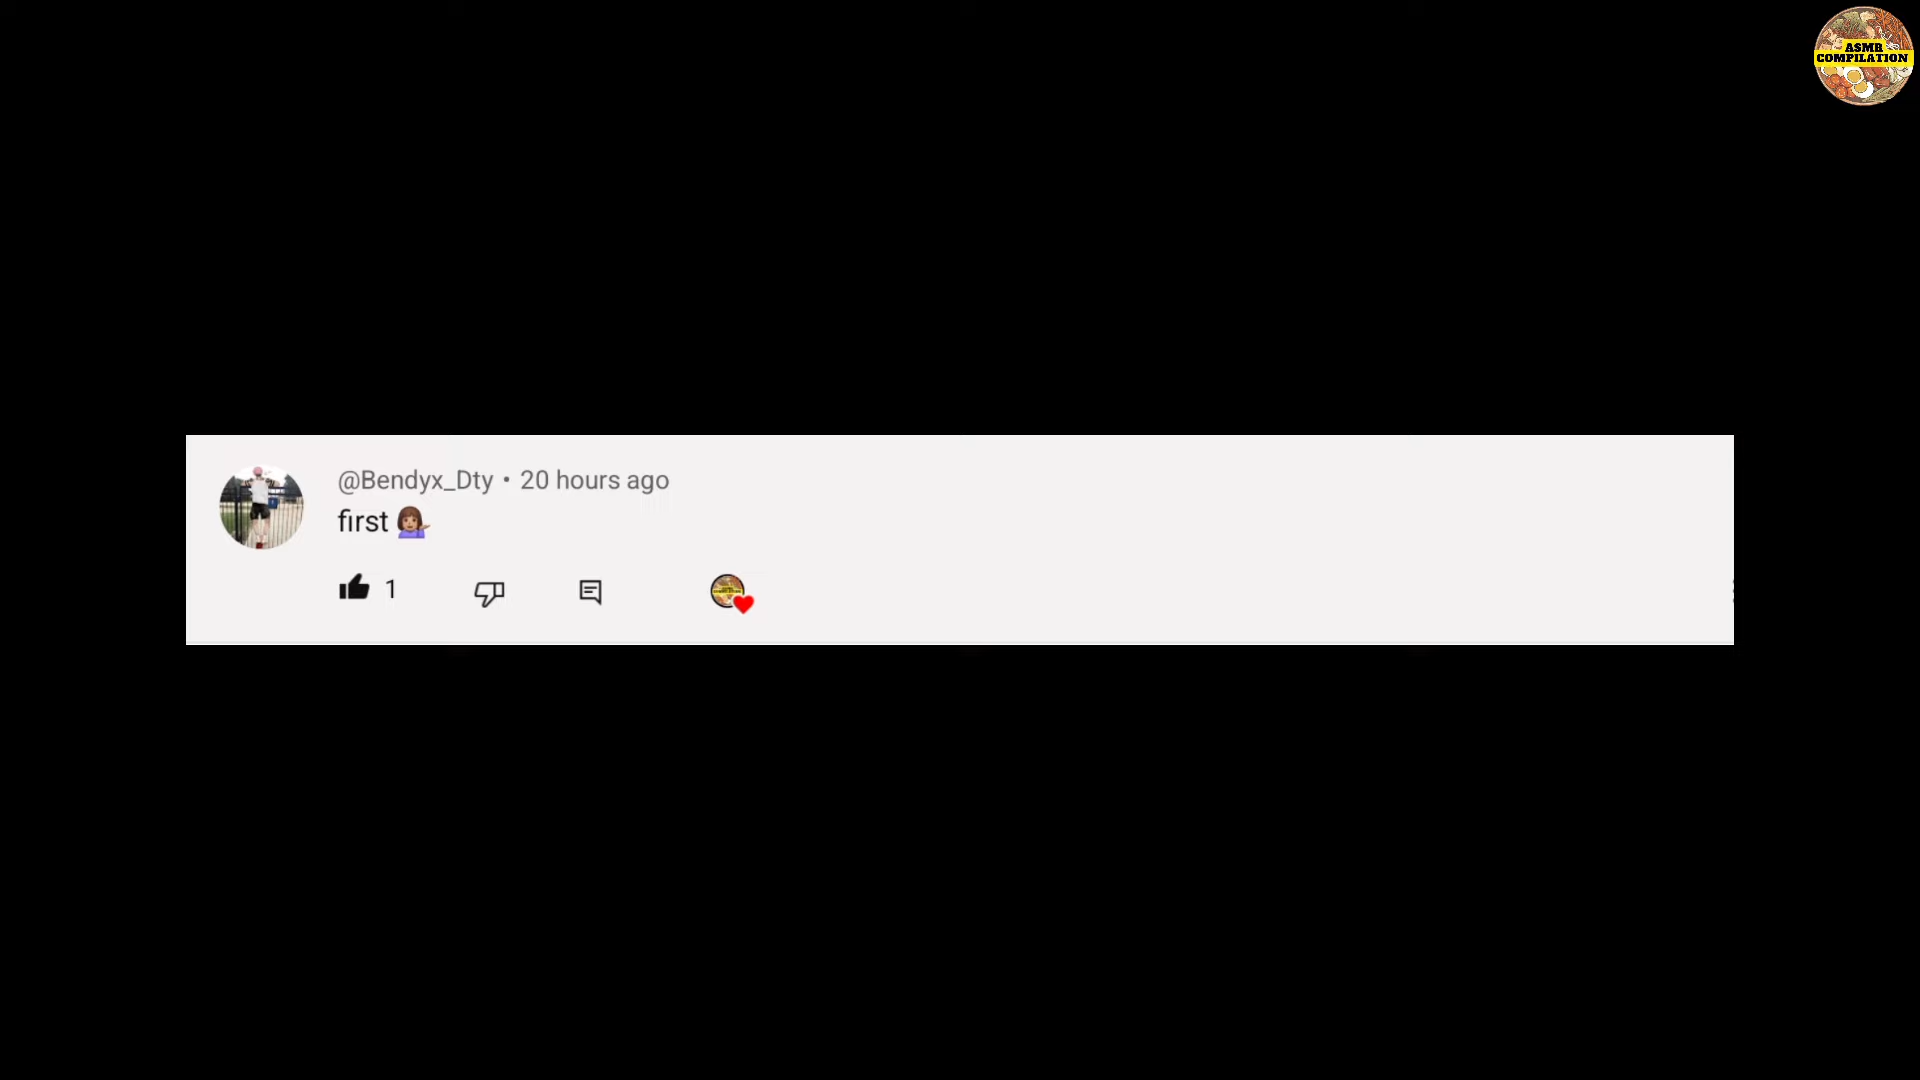 ASMR
COMPILATION
@Bendyx_Dty • 20 hours ago
first 💁🏽‍♀️
1